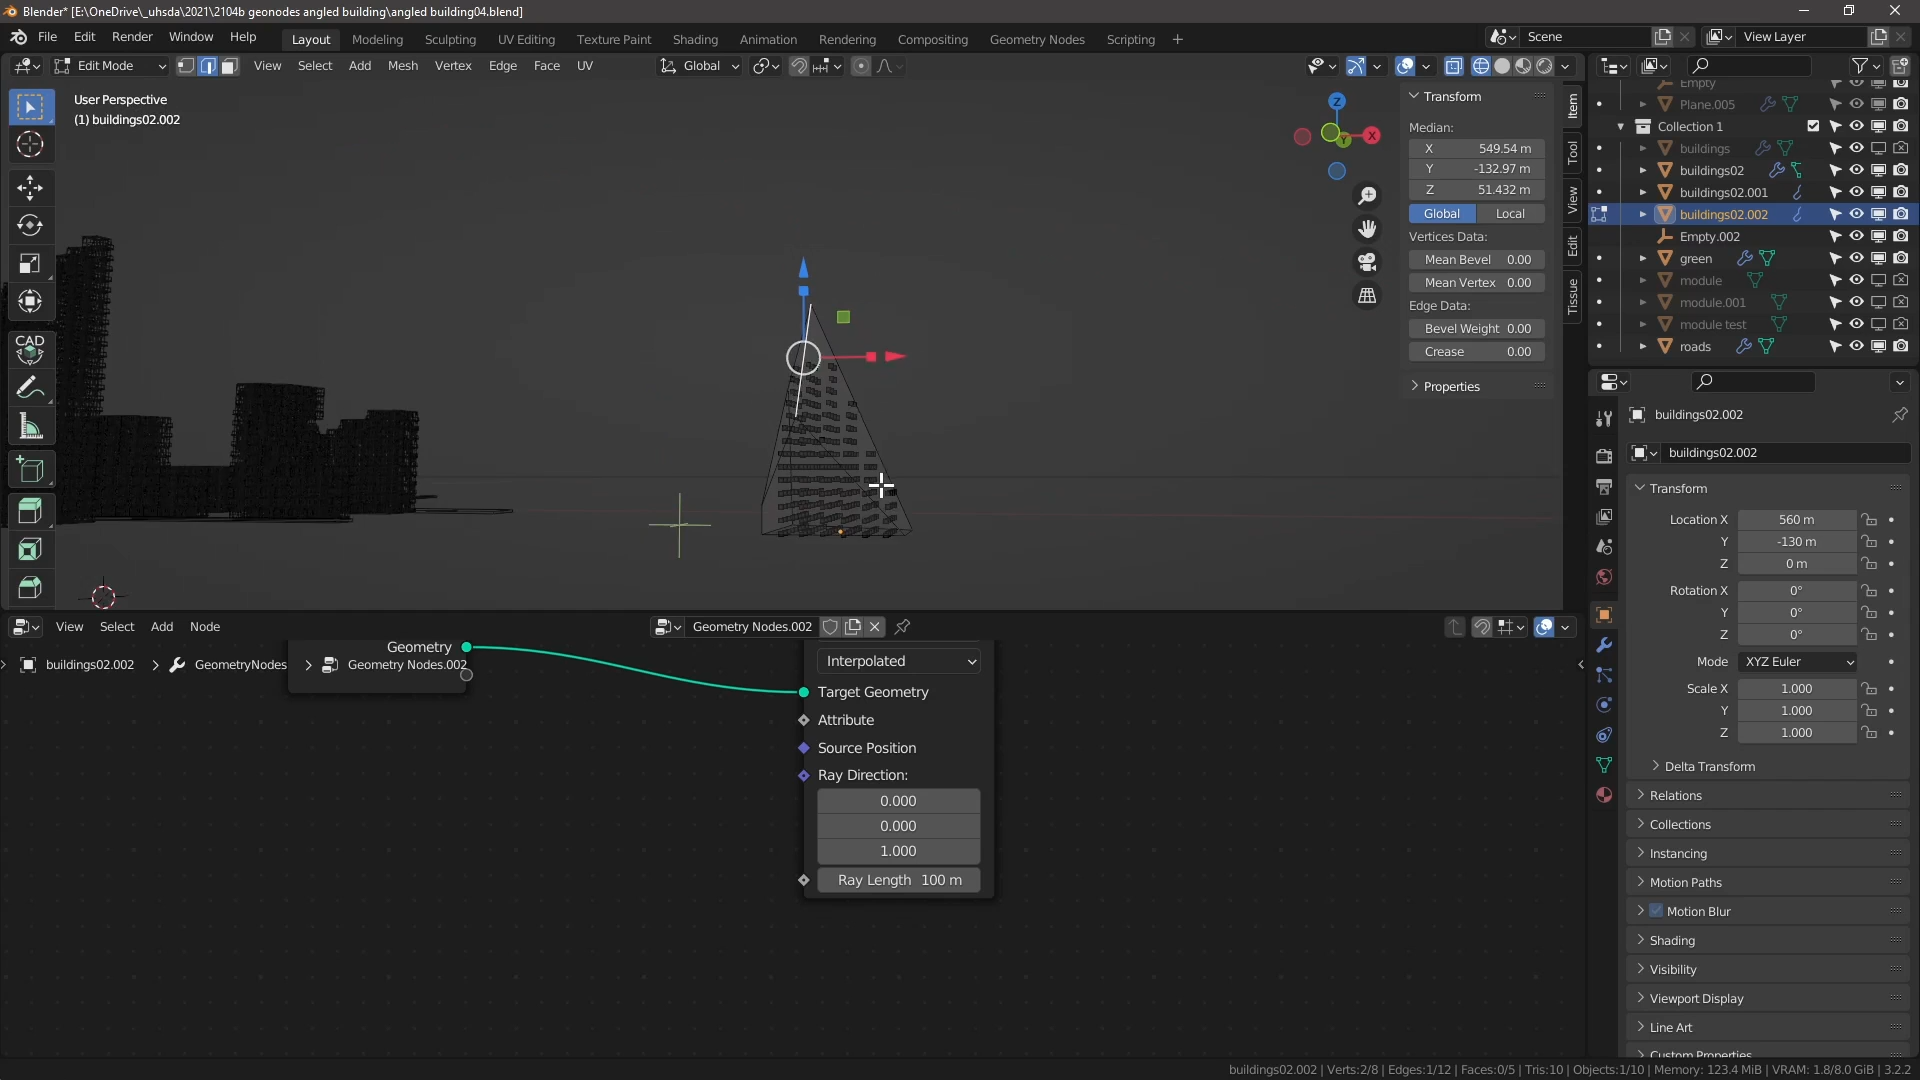 Blender* [E:\OneDrive\_uhsda\2021\2104b geonodes angled building\angled building04.blend]
File Edit Render Window Help Layout Modeling Sculpting UV Editing Texture Paint Shading Animation Rendering Compositing Geometry Nodes Scripting + Scene View Layer
Edit Mode View Select Add Mesh Vertex Edge Face UV Global
User Perspective
(1) buildings02.002
CAD
Z
X
Y
Transform
Median:
X 549.54 m
Y -132.97 m
Z 51.432 m
Global Local
Vertices Data:
Mean Bevel 0.00
Mean Vertex 0.00
Edge Data:
Bevel Weight 0.00
Crease 0.00
Properties
Item
Tool
View
Edit
Tissue
Empty
Plane.005
Collection 1
buildings
buildings02
buildings02.001
buildings02.002
Empty.002
green
module
module.001
module test
roads
buildings02.002
buildings02.002
Transform
Location X 560 m
Y -130 m
Z 0 m
Rotation X 0°
Y 0°
Z 0°
Mode XYZ Euler
Scale X 1.000
Y 1.000
Z 1.000
Delta Transform
Relations
Collections
Instancing
Motion Paths
Motion Blur
Shading
Visibility
Viewport Display
Line Art
Custom Properties
View Select Add Node Geometry Nodes.002
buildings02.002 GeometryNodes Geometry Nodes.002
Geometry
Interpolated
Target Geometry
Attribute
Source Position
Ray Direction:
0.000
0.000
1.000
Ray Length 100 m
buildings02.002 | Verts:2/8 | Edges:1/12 | Faces:0/5 | Tris:10 | Objects:1/10 | Memory: 123.4 MiB | VRAM: 1.8/8.0 GiB | 3.2.2